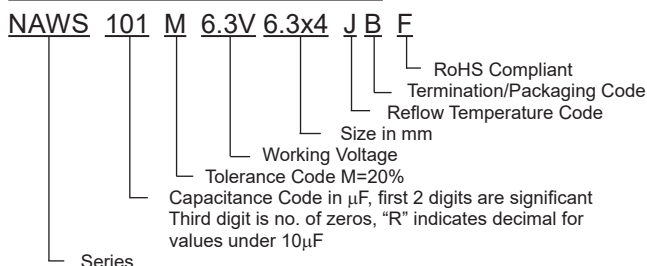 NAWS 101 M 6.3V 6.3x4 J B F
RoHS Compliant
Termination/Packaging Code
Reflow Temperature Code
Size in mm
Working Voltage
Tolerance Code M=20%
Capacitance Code in μF, first 2 digits are significant
Third digit is no. of zeros, “R” indicates decimal for
values under 10μF
Series